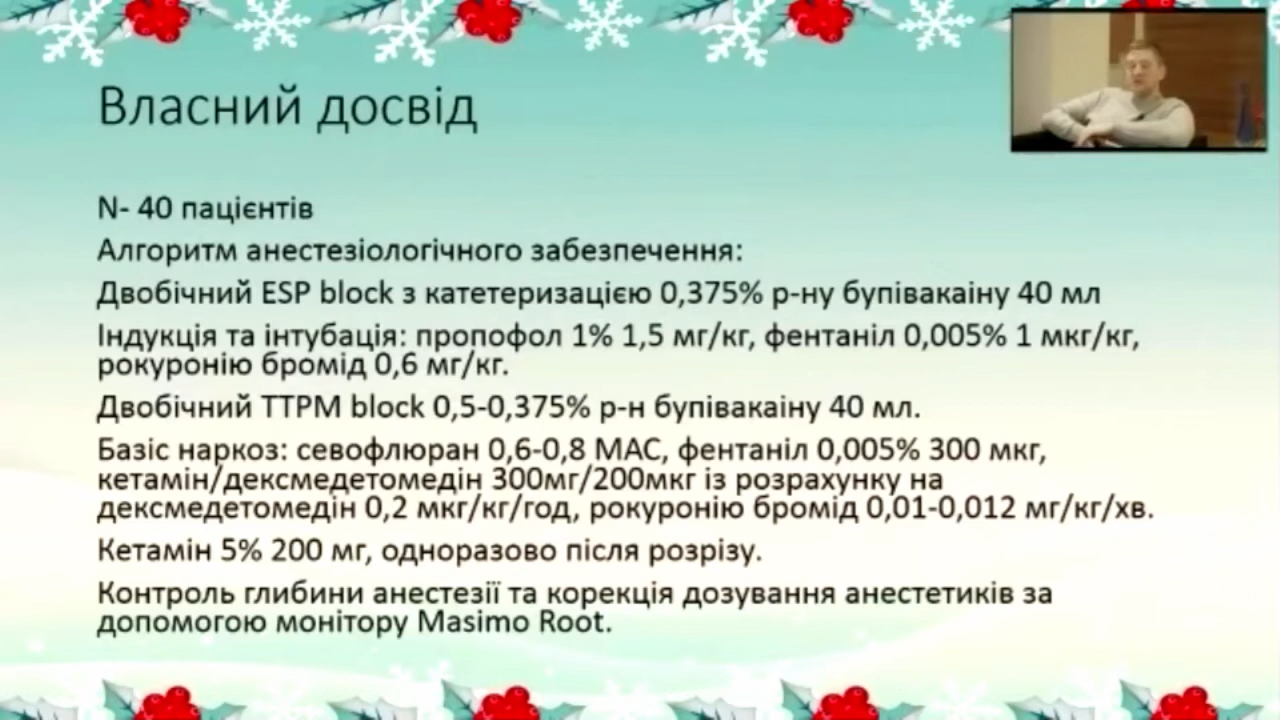 Власний досвід
N- 40 пацієнтів
Алгоритм анестезіологічного забезпечення:
Двобічний ESP block з катетеризацією 0,375% р-ну бупівакаіну 40 мл
Індукція та інтубація: пропофол 1% 1,5 мг/кг, фентаніл 0,005% 1 мкг/кг,
рокуронію бромід 0,6 мг/кг.
Двобічний TTPM block 0,5-0,375% р-н бупівакаіну 40 мл.
Базіс наркоз: севофлюран 0,6-0,8 МАС, фентаніл 0,005% 300 мкг,
кетамін/дексмедетомедін 300мг/200мкг із розрахунку на
дексмедетомедін 0,2 мкг/кг/год, рокуронію бромід 0,01-0,012 мг/кг/хв.
Кетамін 5% 200 мг, одноразово після розрізу.
Контроль глибини анестезії та корекція дозування анестетиків за
допомогою монітору Masimo Root.